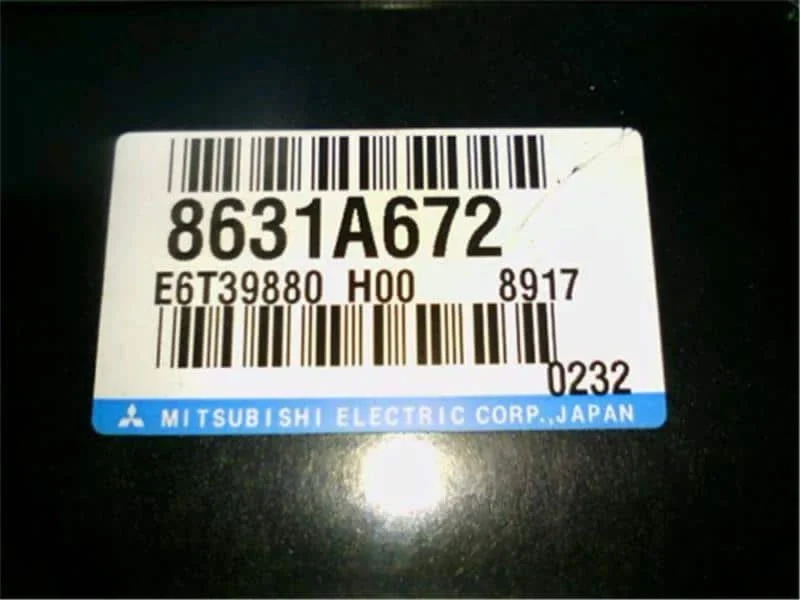 8631A672
E6T39880 H00 8917
0232
MITSUBISHI ELECTRIC CORP.,JAPAN